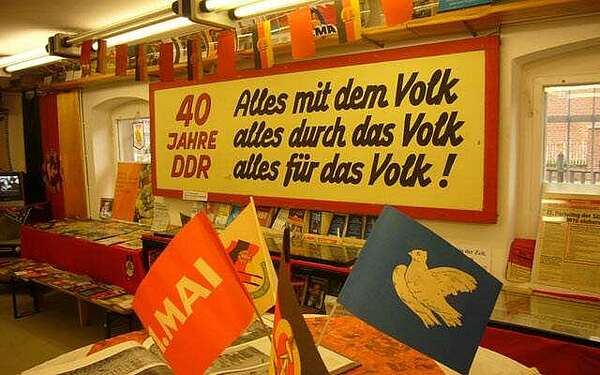 40
JAHRE
DDR
Alles mit dem Volk
alles durch das Volk
alles für das Volk !
1. MAI